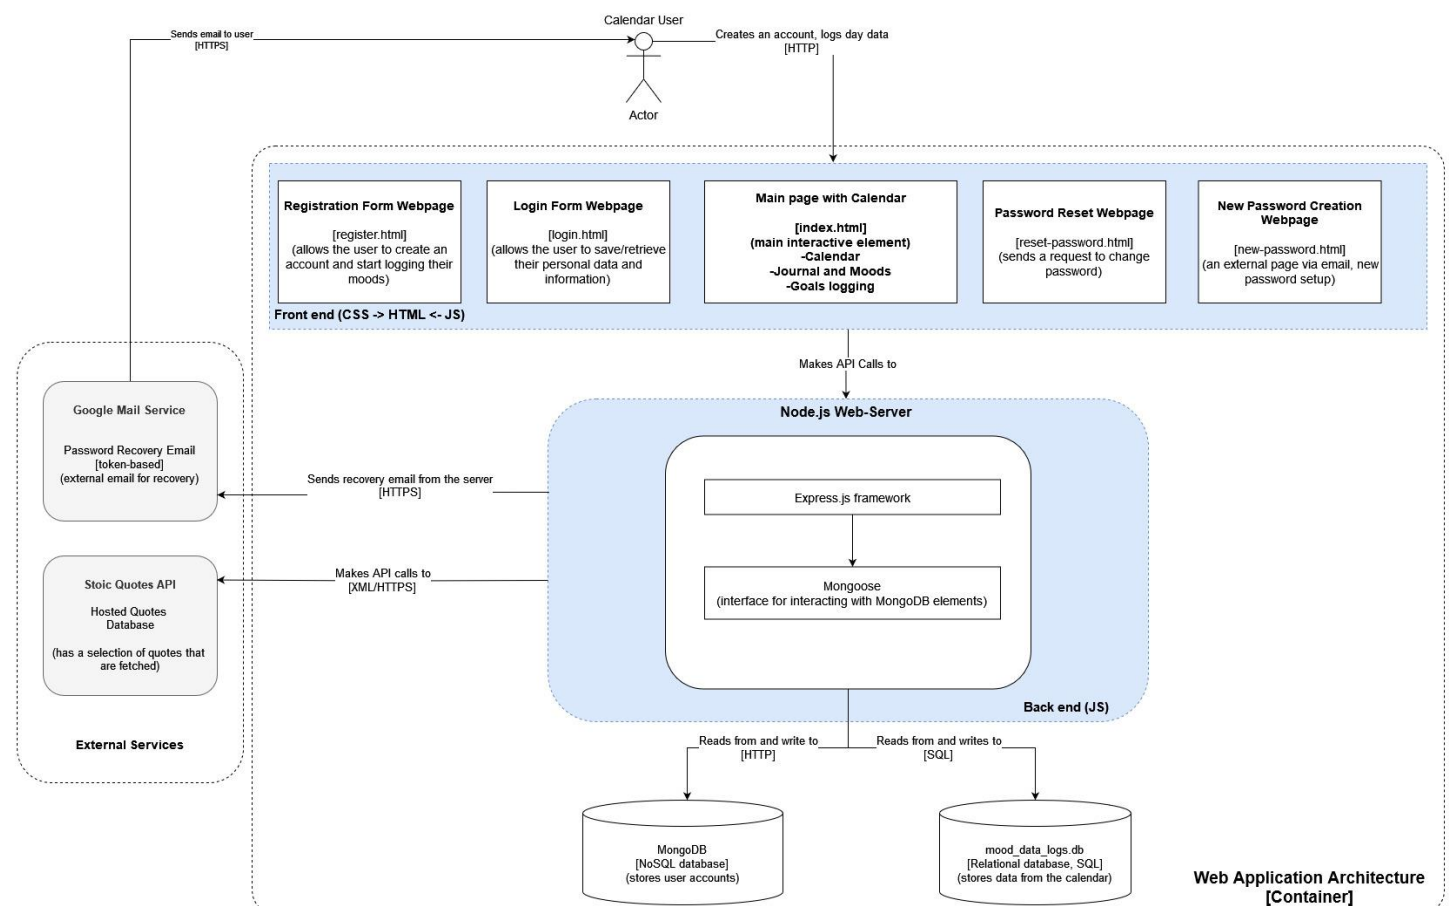 Calendar User
Sends email to user
[HTTPS]
Creates an account, logs day data
[HTTP]
Actor
Registration Form Webpage
[register.html]
(allows the user to create an
account and start logging their
moods)
Login Form Webpage
[login.html]
(allows the user to save/retrieve
their personal data and
information)
Main page with Calendar
[index.html]
(main interactive element)
-Calendar
-Journal and Moods
-Goals logging
Password Reset Webpage
[reset-password.html]
(sends a request to change
password)
New Password Creation
Webpage
[new-password.html]
(an external page via email, new
password setup)
Front end (CSS -> HTML <- JS)
Makes API Calls to
Google Mail Service
Password Recovery Email
[token-based]
(external email for recovery)
Sends recovery email from the server
[HTTPS]
Node.js Web-Server
Express.js framework
Mongoose
(interface for interacting with MongoDB elements)
Makes API calls to
[XML/HTTPS]
Stoic Quotes API
Hosted Quotes
Database
(has a selection of quotes that
are fetched)
External Services
Back end (JS)
Reads from and write to
[HTTP]
Reads from and writes to
[SQL]
MongoDB
[NoSQL database]
(stores user accounts)
mood_data_logs.db
[Relational database, SQL]
(stores data from the calendar)
Web Application Architecture
[Container]